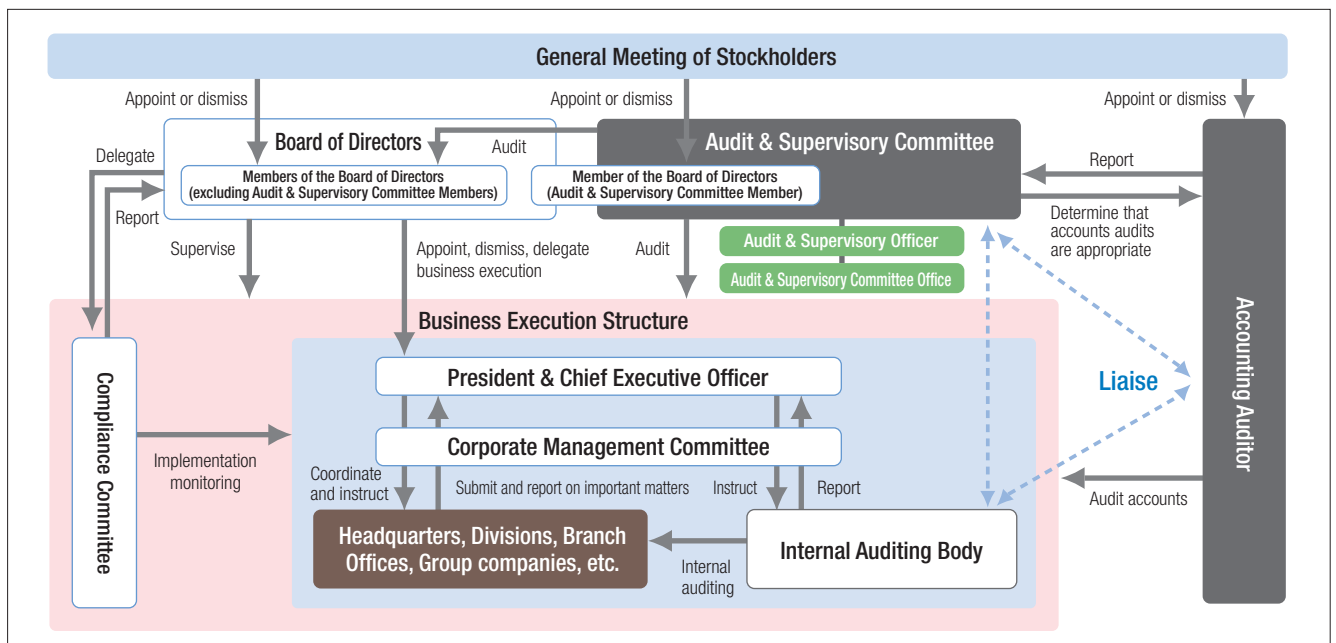 General Meeting of Stockholders
Appoint or dismiss
Appoint or dismiss
Appoint or dismiss
Board of Directors
Audit
Audit & Supervisory Committee
Delegate
Members of the Board of Directors
(excluding Audit & Supervisory Committee Members)
Member of the Board of Directors
(Audit & Supervisory Committee Member)
Report
Report
Supervise
Appoint, dismiss, delegate
business execution
Audit
Audit & Supervisory Officer
Audit & Supervisory Committee Office
Determine that
accounts audits
are appropriate
Accounting Auditor
Business Execution Structure
Compliance Committee
President & Chief Executive Officer
Liaise
Corporate Management Committee
Implementation
monitoring
Coordinate
and instruct
Submit and report on important matters
Instruct
Report
Audit accounts
Headquarters, Divisions, Branch
Offices, Group companies, etc.
Internal
auditing
Internal Auditing Body